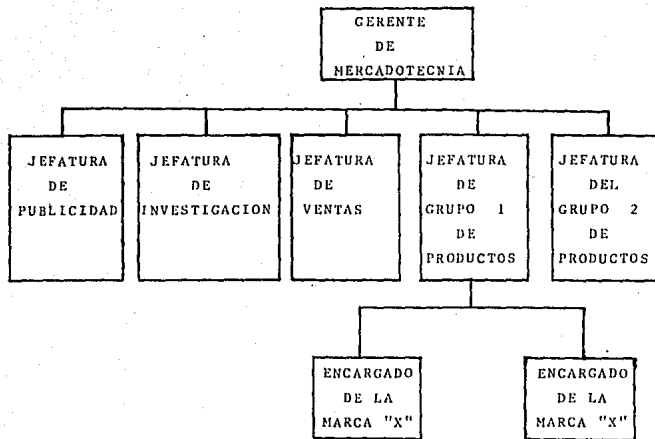 GERENTE
DE
MERCADOTECNIA
JEFATURA
DE
PUBLICIDAD
JEFATURA
DE
INVESTIGACION
JEFATURA
DE
VENTAS
JEFATURA
DE
GRUPO 1
DE
PRODUCTOS
JEFATURA
DEL
GRUPO 2
DE
PRODUCTOS
ENCARGADO
DE LA
MARCA "X"
ENCARGADO
DE LA
MARCA "X"